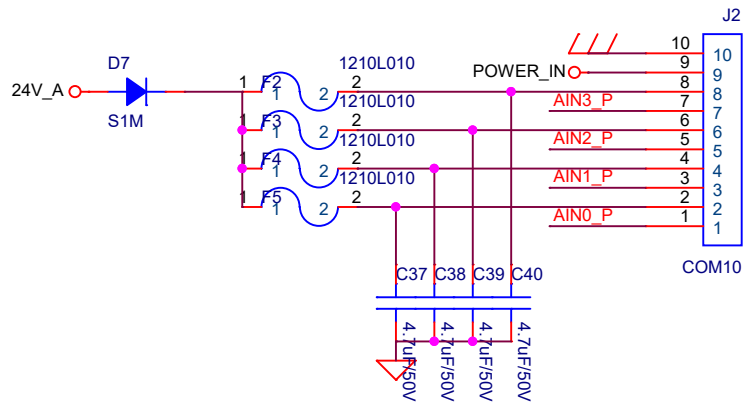 J2
D7
1210L010
10 10
POWER_IN 9 9
24V_A
1 F2 1 2 2
8 8
S1M
1210L010
AIN3_P 7 7
1 F3 1 2 2
6 6
1210L010
AIN2_P 5 5
1 F4 1 2 2
4 4
1210L010
AIN1_P 3 3
1 F5 1 2 2
2 2
AIN0_P 1 1
COM10
C37 C38 C39 C40
4.7uF/50V 4.7uF/50V 4.7uF/50V 4.7uF/50V